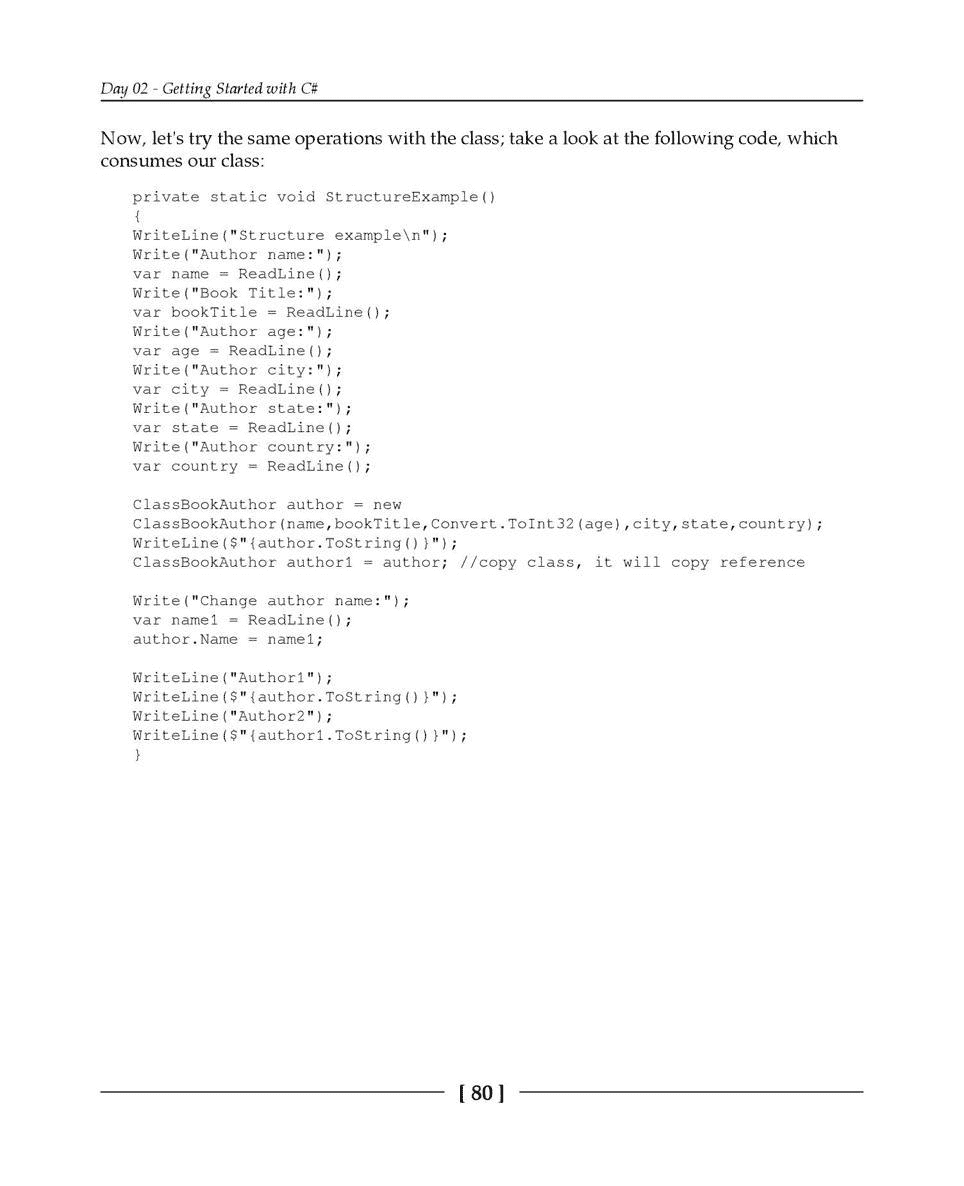 Day 02 - Getting Started with C#
Now, let's try the same operations with the class; take a look at the following code, which
consumes our class:
private static void StructureExample()
{
WriteLine("Structure example\n");
Write("Author name:");
var name = ReadLine();
Write("Book Title:");
var bookTitle = ReadLine();
Write("Author age:");
var age = ReadLine();
Write("Author city:");
var city = ReadLine();
Write("Author state:");
var state = ReadLine();
Write("Author country:");
var country = ReadLine();
ClassBookAuthor author = new
ClassBookAuthor(name,bookTitle,Convert.ToInt32(age),city,state,country);
WriteLine($"{author.ToString()}");
ClassBookAuthor author1 = author; //copy class, it will copy reference
Write("Change author name:");
var name1 = ReadLine();
author.Name = name1;
WriteLine("Author1");
WriteLine($"{author.ToString()}");
WriteLine("Author2");
WriteLine($"{author1.ToString()}");
}
[ 80 ]